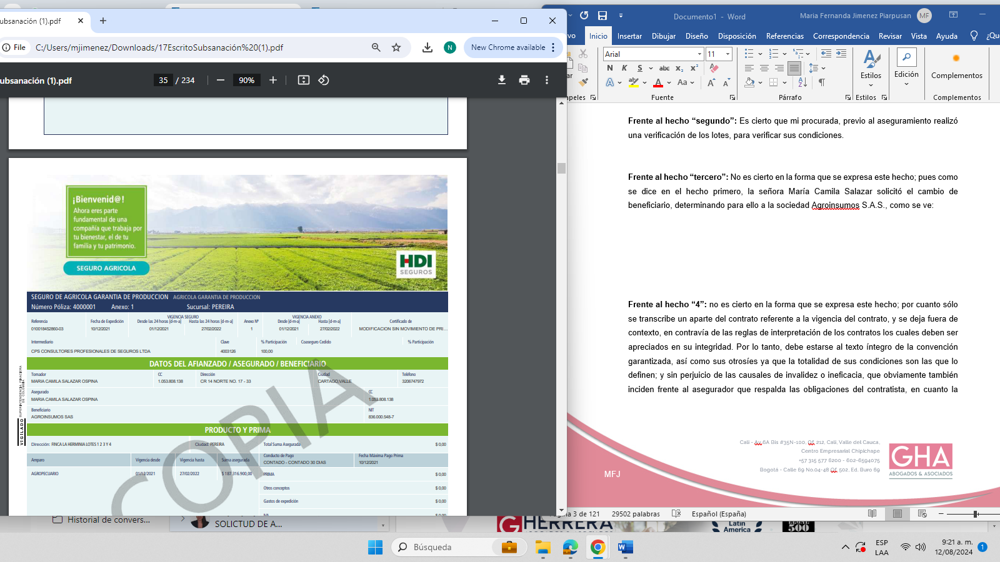 ubsanación (1).pdf
File
C:/Users/mjimenez/Downloads/17EscritoSubsanación%20(1).pdf
N
New Chrome available
ubsanación (1).pdf
35 / 234
90%
¡Bienvenid@!
Ahora eres parte
fundamental de una
compañía que trabaja por
tu bienestar, el de tu
familia y tu patrimonio.
SEGURO AGRICOLA
HDI
SEGUROS
SEGURO DE AGRICOLA GARANTIA DE PRODUCCION AGRICOLA GARANTIA DE PRODUCCION
Número Póliza: 4000001 Anexo: 1 Sucursal: PEREIRA
VIGENCIA SEGURO VIGENCIA ANEXO
Referencia Fecha de Expedición Desde las 24 horas [d-m-a] Hasta las 24 horas [d-m-a] Anexo Nº Desde [d-m-a] Hasta [d-m-a] Certificado de
010018452860-03 10/12/2021 01/12/2021 27/02/2022 1 01/12/2021 27/02/2022 MODIFICACION SIN MOVIMIENTO DE PRI...
Intermediario Clave % Participación Coaseguro Cedido % Participación
CPS CONSULTORES PROFESIONALES DE SEGUROS LTDA 4003126 100,00
DATOS DEL AFIANZADO / ASEGURADO / BENEFICIARIO
Tomador CC Dirección Ciudad Teléfono
MARIA CAMILA SALAZAR OSPINA 1.053.808.138 CR 14 NORTE NO. 17 - 33 CARTAGO,VALLE 3206747972
Asegurado CC
MARIA CAMILA SALAZAR OSPINA 1.053.808.138
Beneficiario NIT
AGROINSUMOS SAS 836.000.548-7
VIGILADO SUPERINTENDENCIA FINANCIERA DE COLOMBIA
PRODUCTO Y PRIMA
Dirección: FINCA LA HERMINIA LOTES 1 2 3 Y 4 Ciudad: PEREIRA Total Suma Asegurada $ 0,00
Amparo Vigencia desde Vigencia hasta Suma asegurada Conducto de Pago Fecha Máxima Pago Prima
CONTADO - CONTADO 30 DIAS 10/12/2021
AGROPECUARIO 01/12/2021 27/02/2022 $ 187,316.900,00 PRIMA $ 0,00
Otros conceptos $ 0,00
Gastos de expedición $ 0,00
IVA $ 0,00
COPIA
Historial de convers...
SOLICTUD DE A...
Documento1 - Word
Maria Fernanda Jimenez Piarpusan
MF
vo Inicio Insertar Dibujar Diseño Disposición Referencias Correspondencia Revisar Vista Ayuda ¿Qu
Arial 11
N K S abc x₂ x²
A Aa A A
ar
apeles Fuente Párrafo Estilos
Estilos Edición Complementos
Complementos
Frente al hecho “segundo”: Es cierto que mi procurada, previo al aseguramiento realizó
una verificación de los lotes, para verificar sus condiciones.
Frente al hecho “tercero”: No es cierto en la forma que se expresa este hecho; pues como
se dice en el hecho primero, la señora María Camila Salazar solicitó el cambio de
beneficiario, determinando para ello a la sociedad Agroinsumos S.A.S., como se ve:
Frente al hecho “4”: no es cierto en la forma que se expresa este hecho; por cuanto sólo
se transcribe un aparte del contrato referente a la vigencia del contrato, y se deja fuera de
contexto, en contravía de las reglas de interpretación de los contratos los cuales deben ser
apreciados en su integridad. Por lo tanto, debe estarse al texto íntegro de la convención
garantizada, así como sus otrosíes ya que la totalidad de sus condiciones son las que lo
definen; y sin perjuicio de las causales de invalidez o ineficacia, que obviamente también
inciden frente al asegurador que respalda las obligaciones del contratista, en cuanto la
Cali - Av 6A Bis #35N-100, Of. 212, Cali, Valle del Cauca,
Centro Empresarial Chipichape
+57 315 577 6200 - 602-6594075
Bogotá - Calle 69 No.04-48 Of. 502, Ed. Buro 69
MFJ
GHA
ABOGADOS & ASOCIADOS
gina 3 de 121 29502 palabras Español (España)
G HERRERA
Latin
America
500
Búsqueda
ESP
LAA
9:21 a. m.
12/08/2024
1